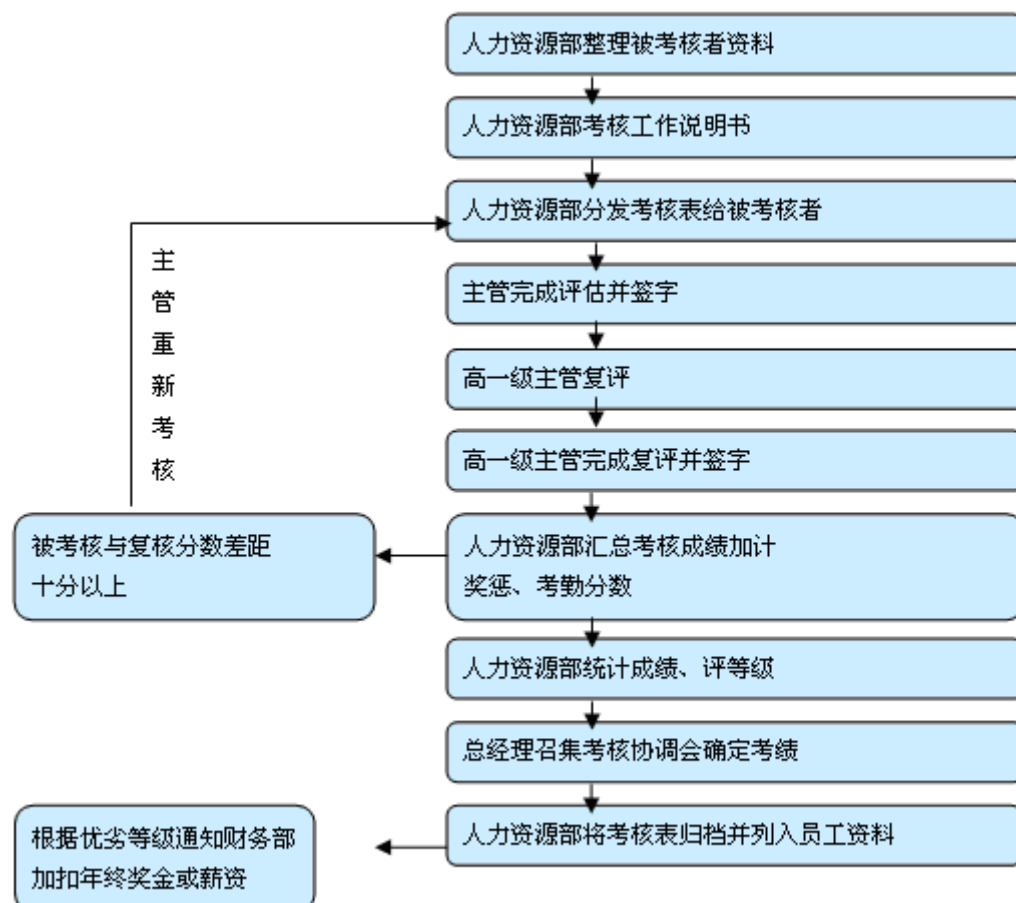 人力资源部整理被考核者资料
人力资源部考核工作说明书
人力资源部分发考核表给被考核者
主管重新考核
主管完成评估并签字
高一级主管复评
高一级主管完成复评并签字
被考核与复核分数差距
十分以上
人力资源部汇总考核成绩加计
奖惩、考勤分数
人力资源部统计成绩、评等级
总经理召集考核协调会确定考绩
人力资源部将考核表归档并列入员工资料
根据优劣等级通知财务部
加扣年终奖金或薪资